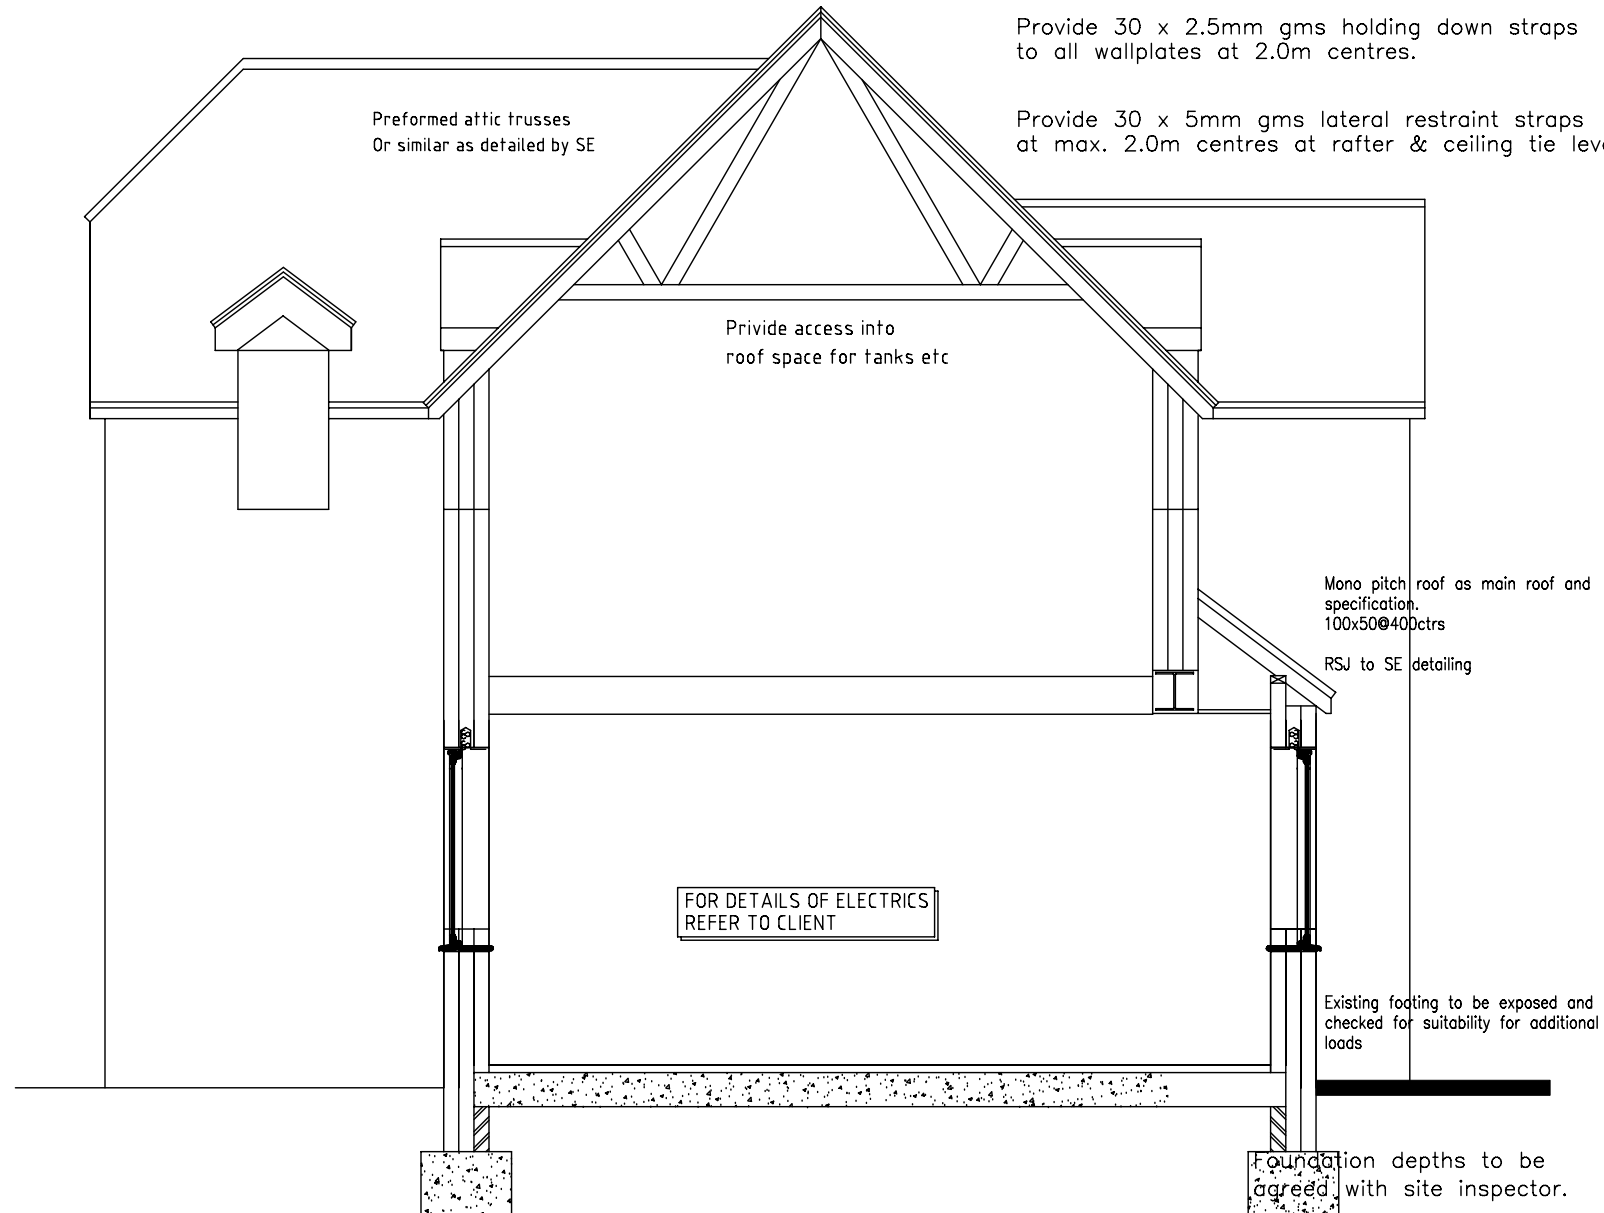 Provide 30 x 2.5mm gms holding down straps
to all wallplates at 2.0m centres.
Provide 30 x 5mm gms lateral restraint straps
at max. 2.0m centres at rafter & ceiling tie
Preformed attic trusses
Or similar as detailed by SE
Privide access into
roof space for tanks etc
Mono pitch roof as main roof and
specification.
100x50@400ctrs
RSJ to SE detailing
FOR DETAILS OF ELECTRICS
REFER TO CLIENT
Existing footing to be exposed and
checked for suitability for additional
loads
Foundation depths to be
agreed with site inspector.